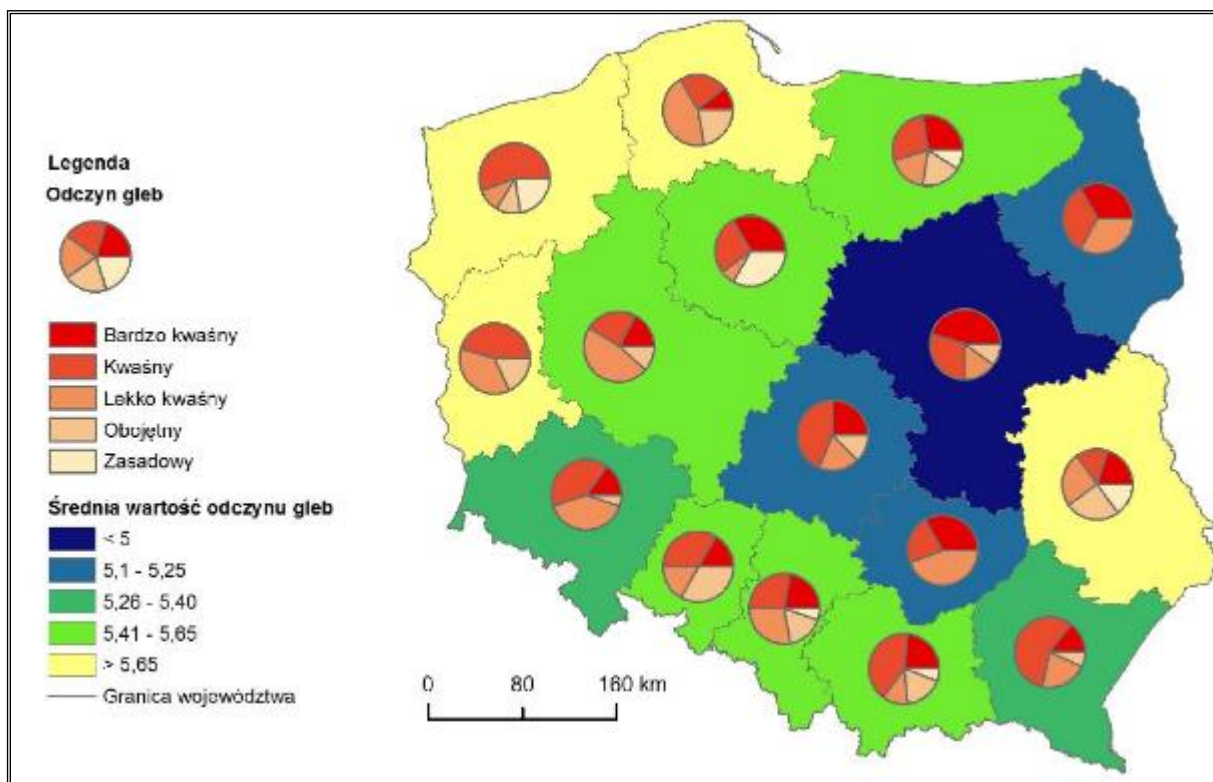 Legenda
Odczyn gleb
Bardzo kwaśny
Kwaśny
Lekko kwaśny
Obojętny
Zasadowy
Średnia wartość odczynu gleb
< 5
5,1 - 5,25
5,26 - 5,40
5,41 - 5,65
> 5,65
Granica województwa
0 80 160 km